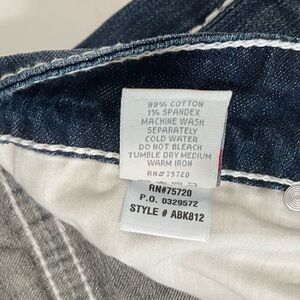 99% COTTON
1% SPANDEX
MACHINE WASH
SEPARATELY
COLD WATER
DO NOT BLEACH
TUMBLE DRY MEDIUM
WARM IRON
RN#75720
RN#75720
P.O. 0329572
STYLE # ABK812